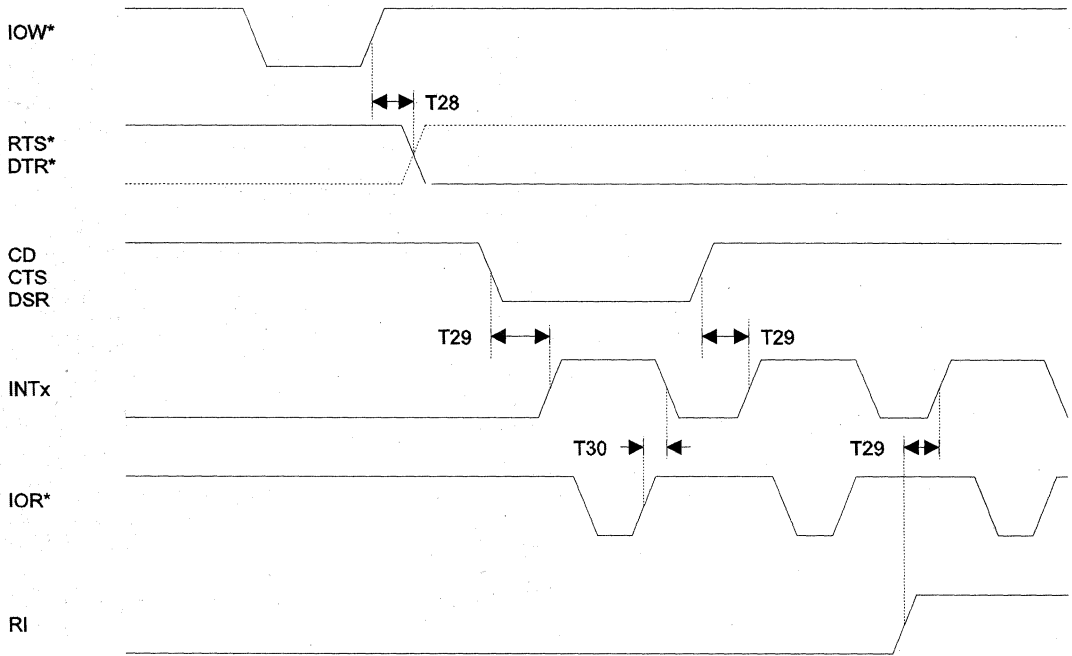 IOW*
T28
RTS*
DTR*
CD
CTS
DSR
T29
T29
INTx
T30
T29
IOR*
RI